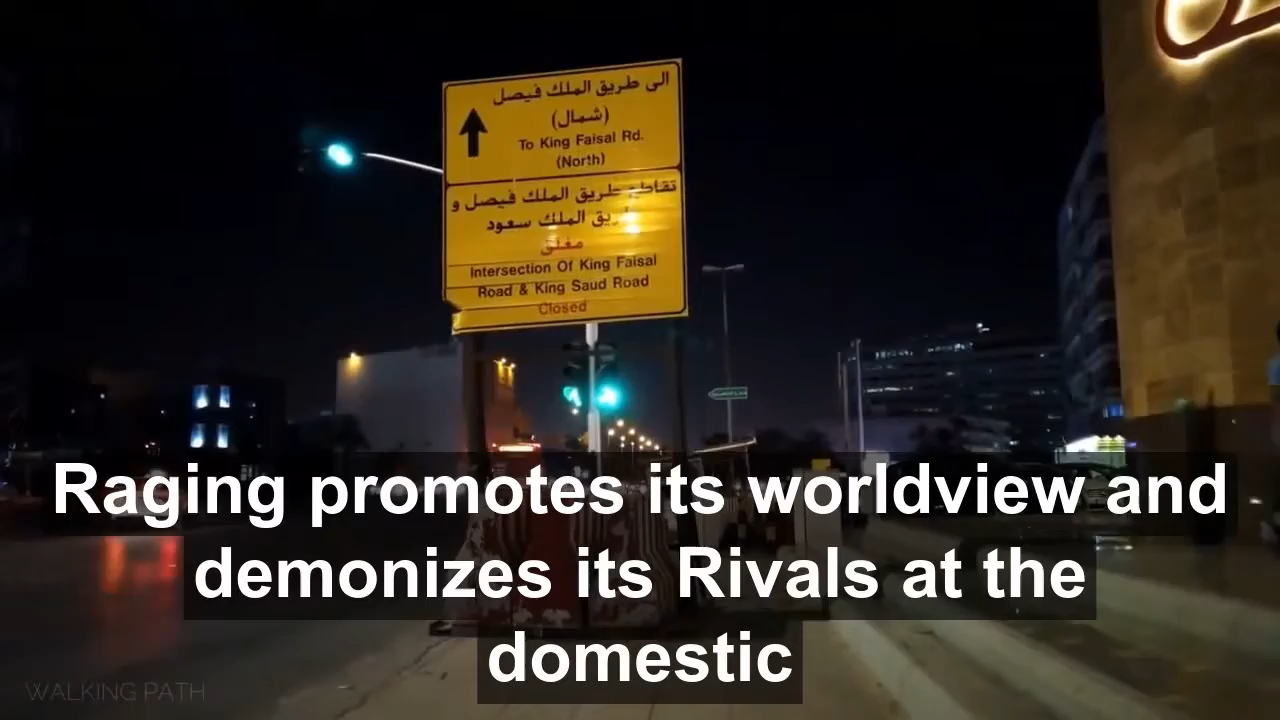 الى طريق الملك فيصل
(شمال)
To King Faisal Rd.
(North)
تقاطع طريق الملك فيصل و
طريق الملك سعود
مغلق
Intersection Of King Faisal
Road & King Saud Road
Closed
Raging promotes its worldview and
demonizes its Rivals at the
domestic
WALKING PATH